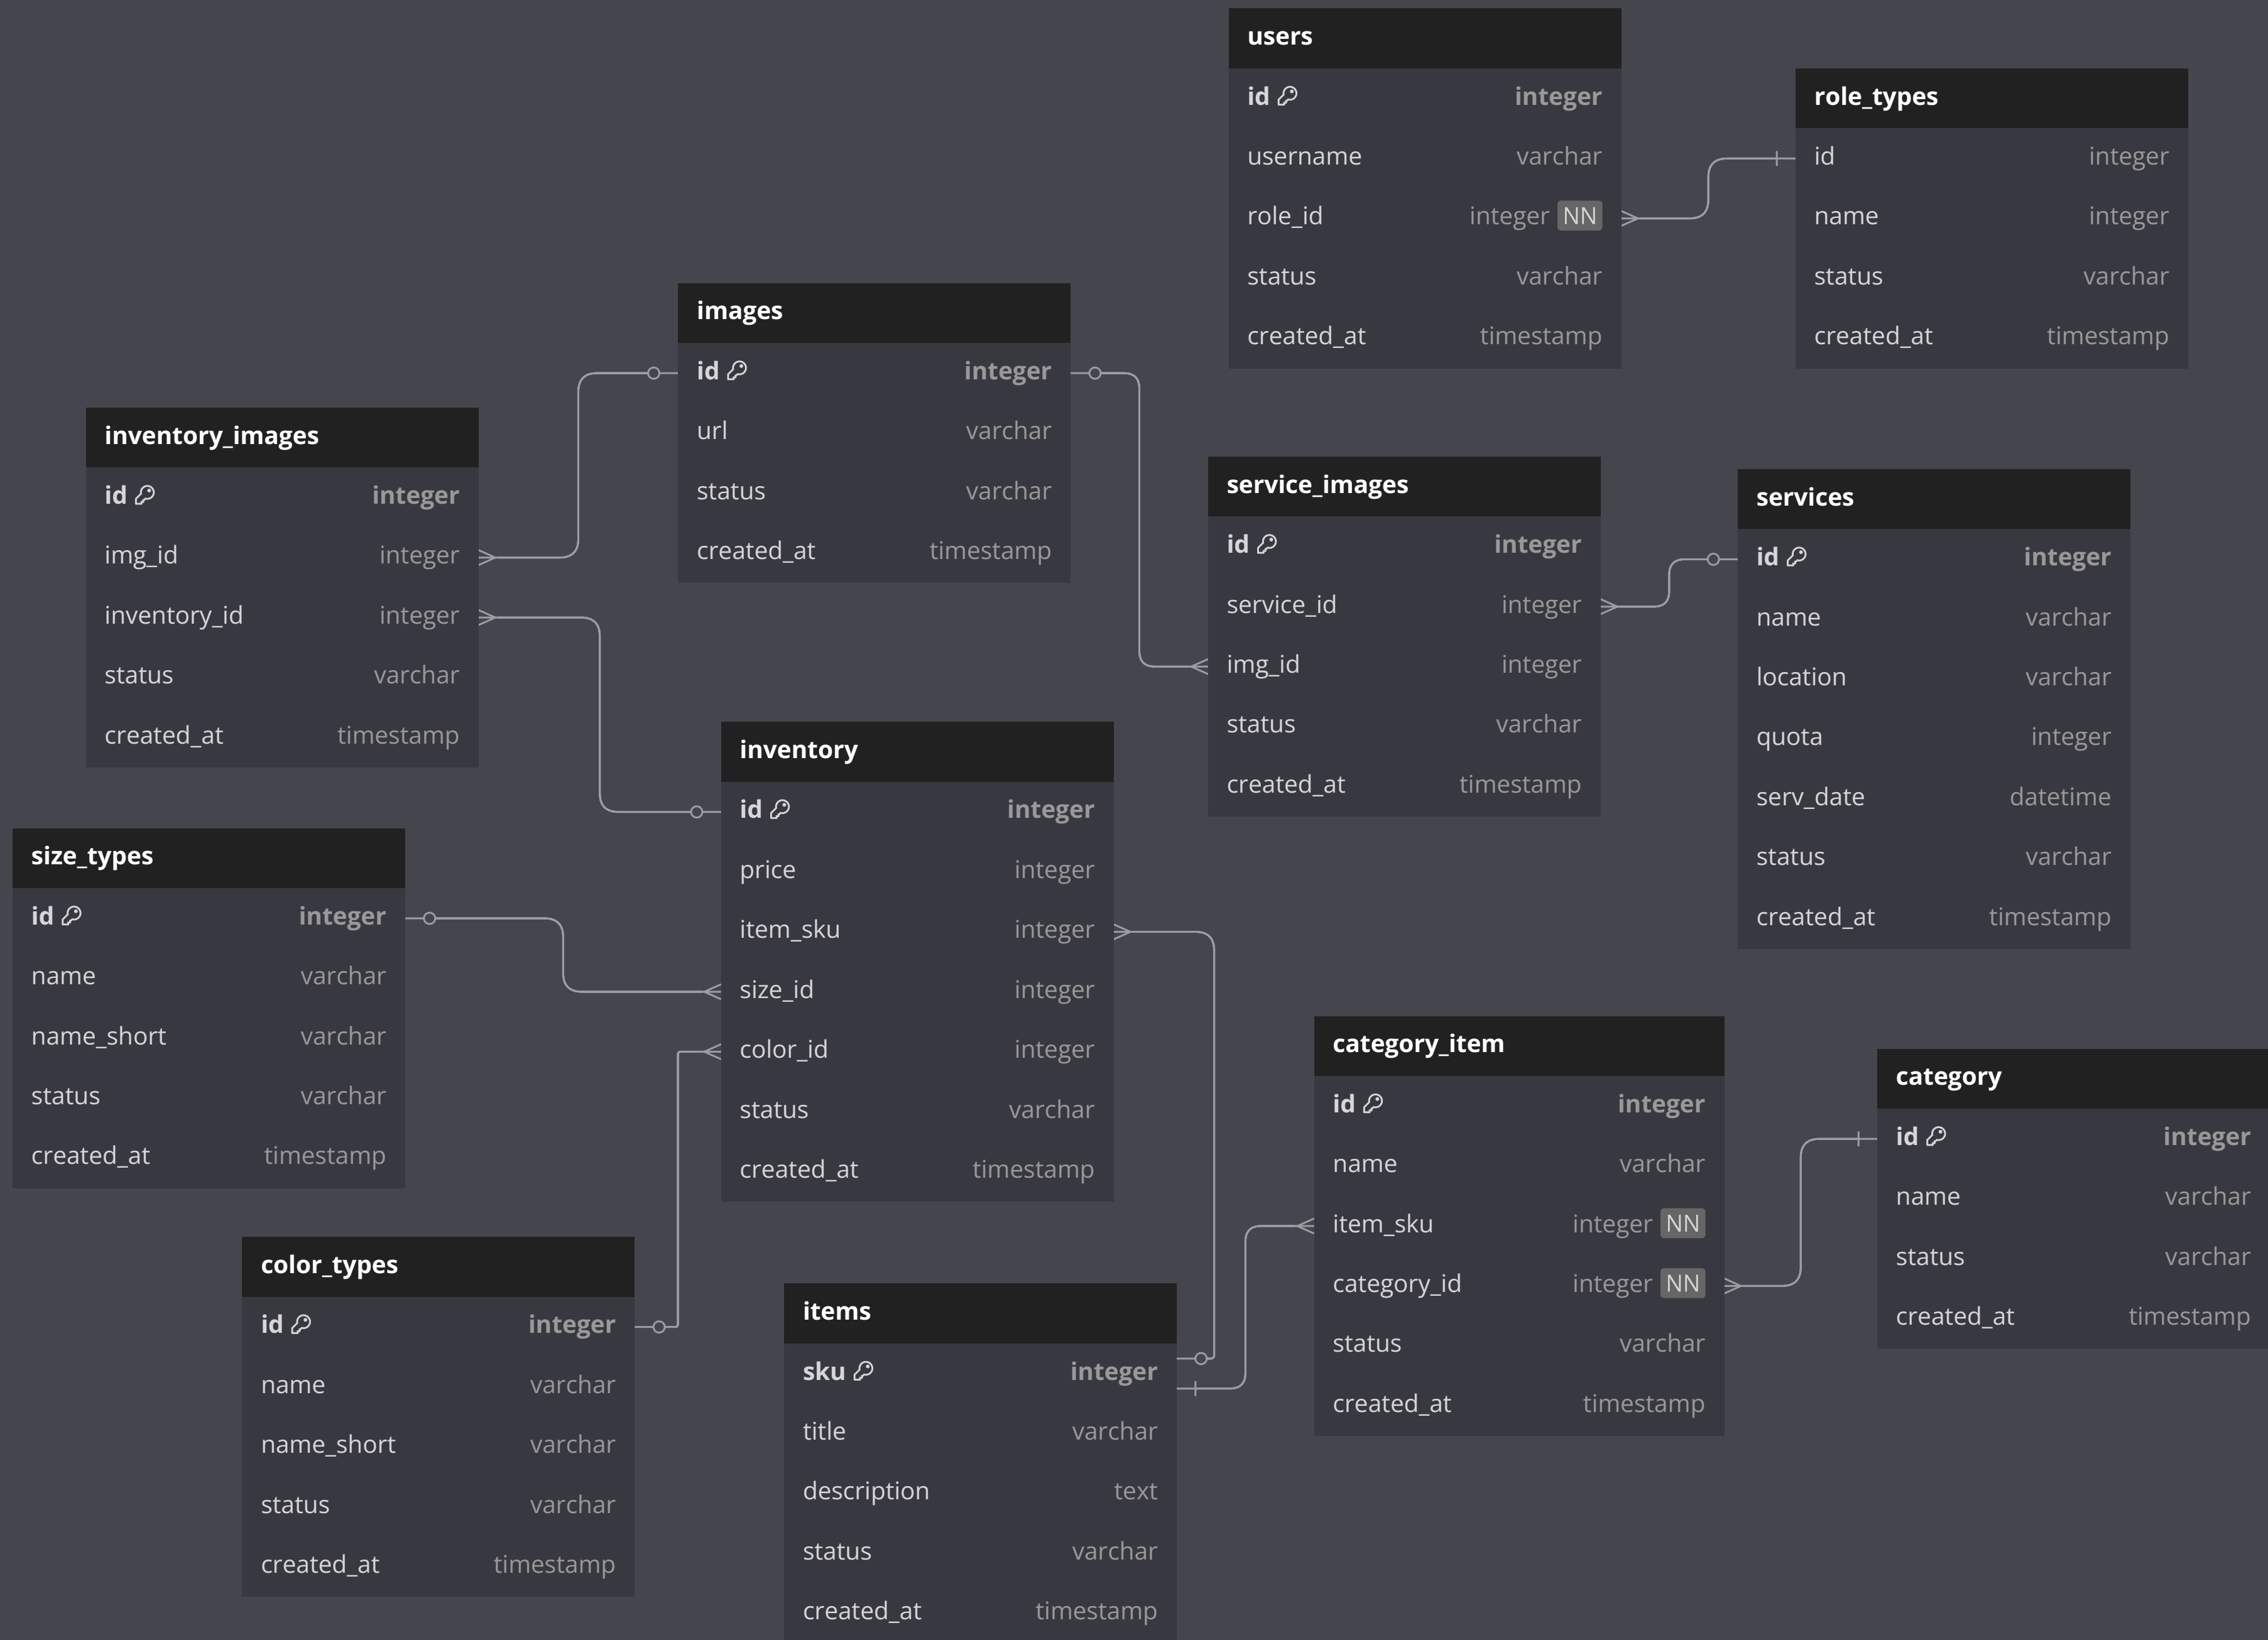 users
id integer
username varchar
role_id integer NN
status varchar
created_at timestamp
role_types
id integer
name integer
status varchar
created_at timestamp
images
id integer
url varchar
status varchar
created_at timestamp
inventory_images
id integer
img_id integer
inventory_id integer
status varchar
created_at timestamp
service_images
id integer
service_id integer
img_id integer
status varchar
created_at timestamp
services
id integer
name varchar
location varchar
quota integer
serv_date datetime
status varchar
created_at timestamp
inventory
id integer
price integer
item_sku integer
size_id integer
color_id integer
status varchar
created_at timestamp
size_types
id integer
name varchar
name_short varchar
status varchar
created_at timestamp
category_item
id integer
name varchar
item_sku integer NN
category_id integer NN
status varchar
created_at timestamp
category
id integer
name varchar
status varchar
created_at timestamp
color_types
id integer
name varchar
name_short varchar
status varchar
created_at timestamp
items
sku integer
title varchar
description text
status varchar
created_at timestamp